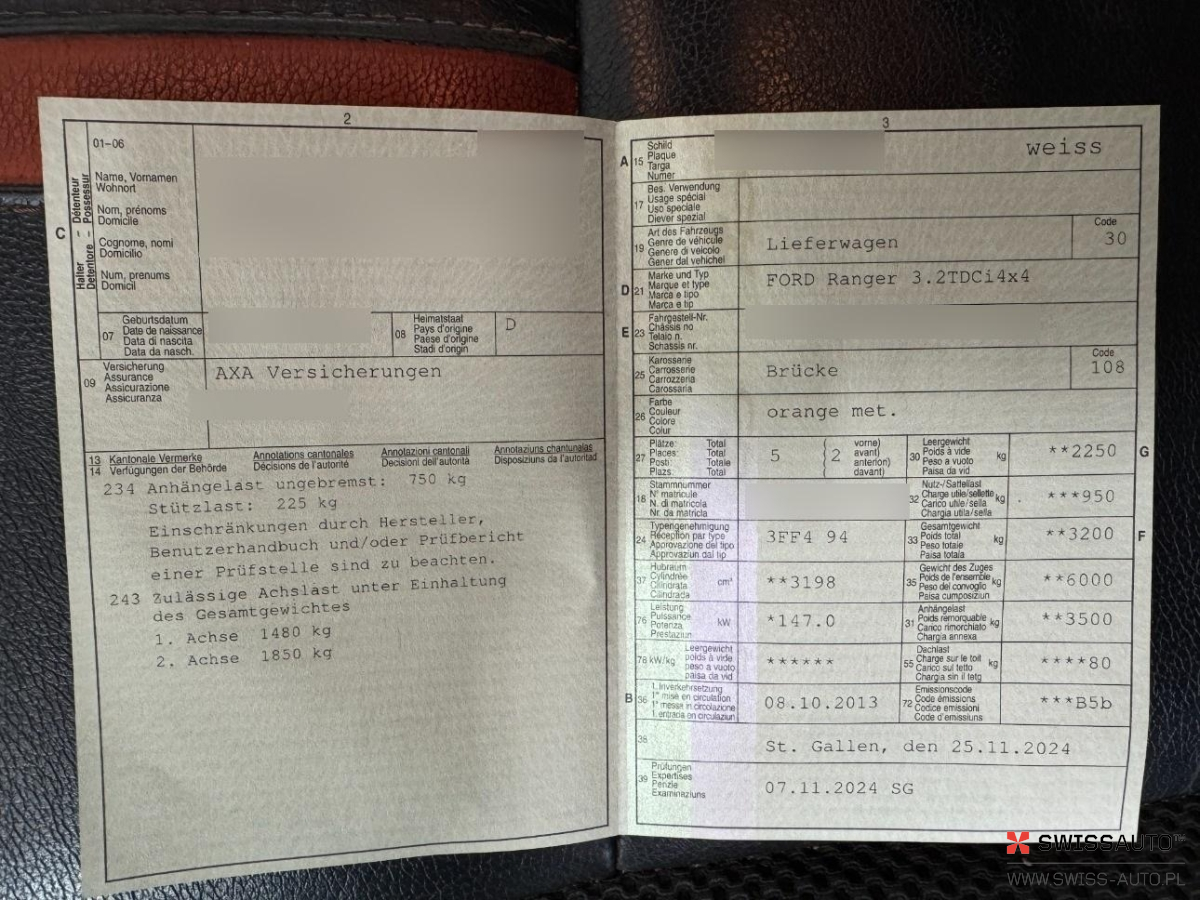 2
01-06
Halter - Détenteur
Detentore - Possessur
C
Name, Vornamen
Wohnort
Nom, prénoms
Domicile
Cognome, nomi
Domicilio
Num, prenums
Domicil
07
Geburtsdatum
Date de naissance
Data di nascita
Data da nasch.
08
Heimatstaat
Pays d'origine
Paese d'origine
Stadi d'origin
D
09
Versicherung
Assurance
Assicurazione
Assicuranza
AXA Versicherungen
13 Kantonale Vermerke Annotations cantonales Annotazioni cantonali Annotaziuns chantunalas
14 Verfügungen der Behörde Décisions de l'autorité Decisioni dell'autorità Disposiziuns da l'autoritad
234 Anhängelast ungebremst: 750 kg
Stützlast: 225 kg
Einschränkungen durch Hersteller,
Benutzerhandbuch und/oder Prüfbericht
einer Prüfstelle sind zu beachten.
243 Zulässige Achslast unter Einhaltung
des Gesamtgewichtes
1. Achse 1480 kg
2. Achse 1850 kg
3
A 15
Schild
Plaque
Targa
Numer
weiss
17
Bes. Verwendung
Usage spécial
Uso speciale
Diever spezial
19
Art des Fahrzeugs
Genre de véhicule
Genere di veicolo
Gener dal vehichel
Lieferwagen
Code
30
D 21
Marke und Typ
Marque et type
Marca e tipo
Marca e tip
FORD Ranger 3.2TDCi4x4
E 23
Fahrgestell-Nr.
Châssis no
Telaio n.
Schassis nr.
25
Karosserie
Carrosserie
Carrozzeria
Carossaria
Brücke
Code
108
26
Farbe
Couleur
Colore
Colur
orange met.
27
Plätze: Total
Places: Total
Posti: Totale
Plazs: Total
5
( 2
vorne)
avant)
anteriori)
davant)
30
Leergewicht
Poids à vide
Peso a vuoto
Paisa da vid
kg
**2250
G
18
Stammnummer
N° matricule
N. di matricola
Nr. da matricla
32
Nutz-/Sattellast
Charge utile/sellette
Carico utile/sella
Chargia utila/sella
kg
***950
24
Typengenehmigung
Réception par type
Approvazione del tipo
Approvaziun dal tip
3FF4 94
33
Gesamtgewicht
Poids total
Peso totale
Paisa totala
kg
**3200
F
37
Hubraum
Cylindrée
Cilindrata
Cilindrada
cm³
**3198
35
Gewicht des Zuges
Poids de l'ensemble
Peso del convoglio
Paisa cumposiziun
kg
**6000
76
Leistung
Puissance
Potenza
Prestaziun
kW
*147.0
31
Anhängelast
Poids remorquable
Carico rimorchiato
Chargia annexa
kg
**3500
78 kW/kg
Leergewicht
poids à vide
peso a vuoto
paisa da vid
******
55
Dachlast
Charge sur le toit
Carico sul tetto
Chargia sin il tetg
kg
****80
B 36
1. Inverkehrsetzung
1re mise en circulation
1a messa in circolazione
1. entrada en circulaziun
08.10.2013
72
Emissionscode
Code émissions
Codice emissioni
Code d'emissiuns
***B5b
38
St. Gallen, den 25.11.2024
39
Prüfungen
Expertises
Perizie
Examinaziuns
07.11.2024 SG
SWISSAUTO™
WWW.SWISS-AUTO.PL